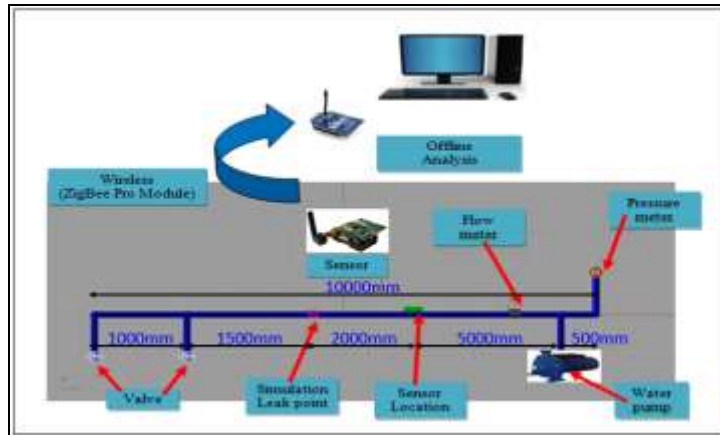 Offline
Analysis
Wireless
(ZigBee Pro Module)
Pressure
meter
Flow
meter
Sensor
10000mm
1000mm
1500mm
2000mm
5000mm
500mm
Valve
Simulation
Leak point
Sensor
Location
Water
pump